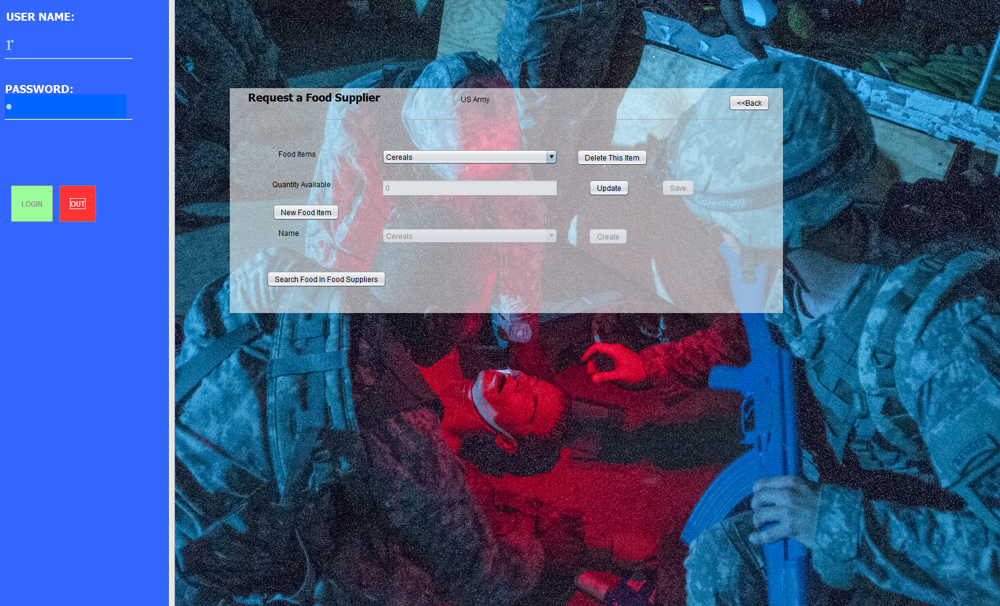 USER NAME:
r
PASSWORD:
LOGIN
OUT
Request a Food Supplier
US Army
<<Back
Food Items
Cereals
Delete This Item
Quantity Available
0
Update
Save
New Food Item
Name
Cereals
Create
Search Food In Food Suppliers
Coleman